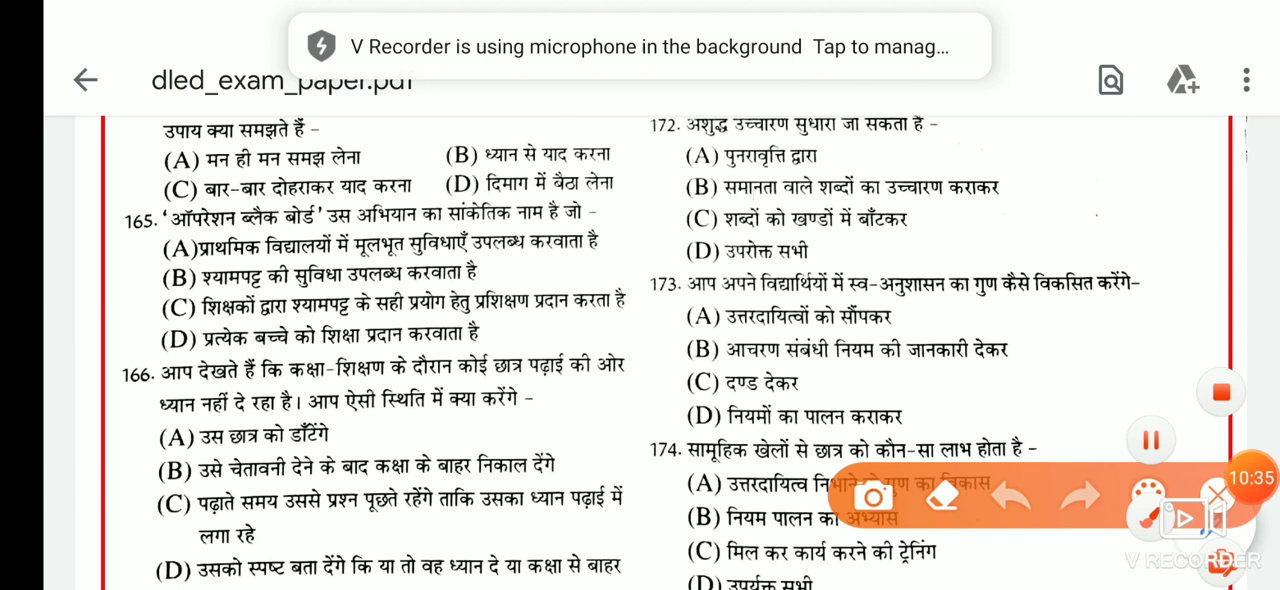 V Recorder is using microphone in the background Tap to manag...
dled_exam_paper.pdf
उपाय क्या समझते हैं -
(A) मन ही मन समझ लेना (B) ध्यान से याद करना
(C) बार-बार दोहराकर याद करना (D) दिमाग में बैठा लेना
165. 'ऑपरेशन ब्लैक बोर्ड' उस अभियान का सांकेतिक नाम है जो -
(A)प्राथमिक विद्यालयों में मूलभूत सुविधाएँ उपलब्ध करवाता है
(B) श्यामपट्ट की सुविधा उपलब्ध करवाता है
(C) शिक्षकों द्वारा श्यामपट्ट के सही प्रयोग हेतु प्रशिक्षण प्रदान करता है
(D) प्रत्येक बच्चे को शिक्षा प्रदान करवाता है
166. आप देखते हैं कि कक्षा-शिक्षण के दौरान कोई छात्र पढ़ाई की ओर
ध्यान नहीं दे रहा है। आप ऐसी स्थिति में क्या करेंगे -
(A) उस छात्र को डाँटेंगे
(B) उसे चेतावनी देने के बाद कक्षा के बाहर निकाल देंगे
(C) पढ़ाते समय उससे प्रश्न पूछते रहेंगे ताकि उसका ध्यान पढ़ाई में
लगा रहे
(D) उसको स्पष्ट बता देंगे कि या तो वह ध्यान दे या कक्षा से बाहर
172. अशुद्ध उच्चारण सुधारा जा सकता है -
(A) पुनरावृत्ति द्वारा
(B) समानता वाले शब्दों का उच्चारण कराकर
(C) शब्दों को खण्डों में बाँटकर
(D) उपरोक्त सभी
173. आप अपने विद्यार्थियों में स्व-अनुशासन का गुण कैसे विकसित करेंगे-
(A) उत्तरदायित्वों को सौंपकर
(B) आचरण संबंधी नियम की जानकारी देकर
(C) दण्ड देकर
(D) नियमों का पालन कराकर
174. सामूहिक खेलों से छात्र को कौन-सा लाभ होता है -
(A) उत्तरदायित्व निभाने के गुण का विकास
(B) नियम पालन का अभ्यास
(C) मिल कर कार्य करने की ट्रेनिंग
(D) उपर्युक्त सभी
10:35
V RECORDER